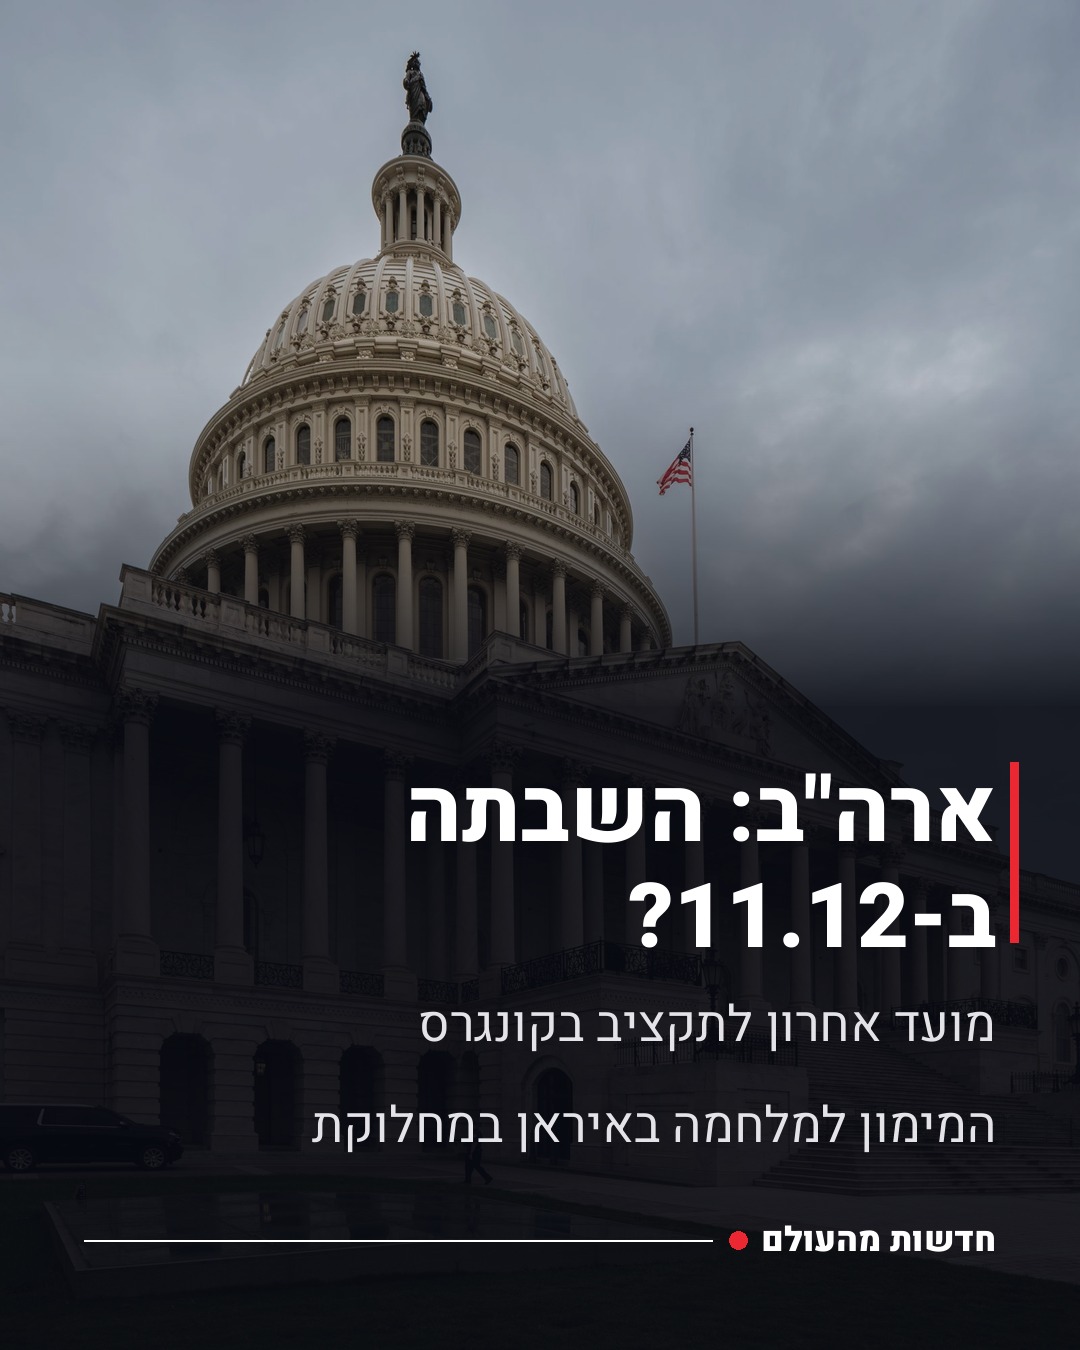 ארה"ב: השבתה
ב-11.12?
מועד אחרון לתקציב בקונגרס
המימון למלחמה באיראן במחלוקת
חדשות מהעולם